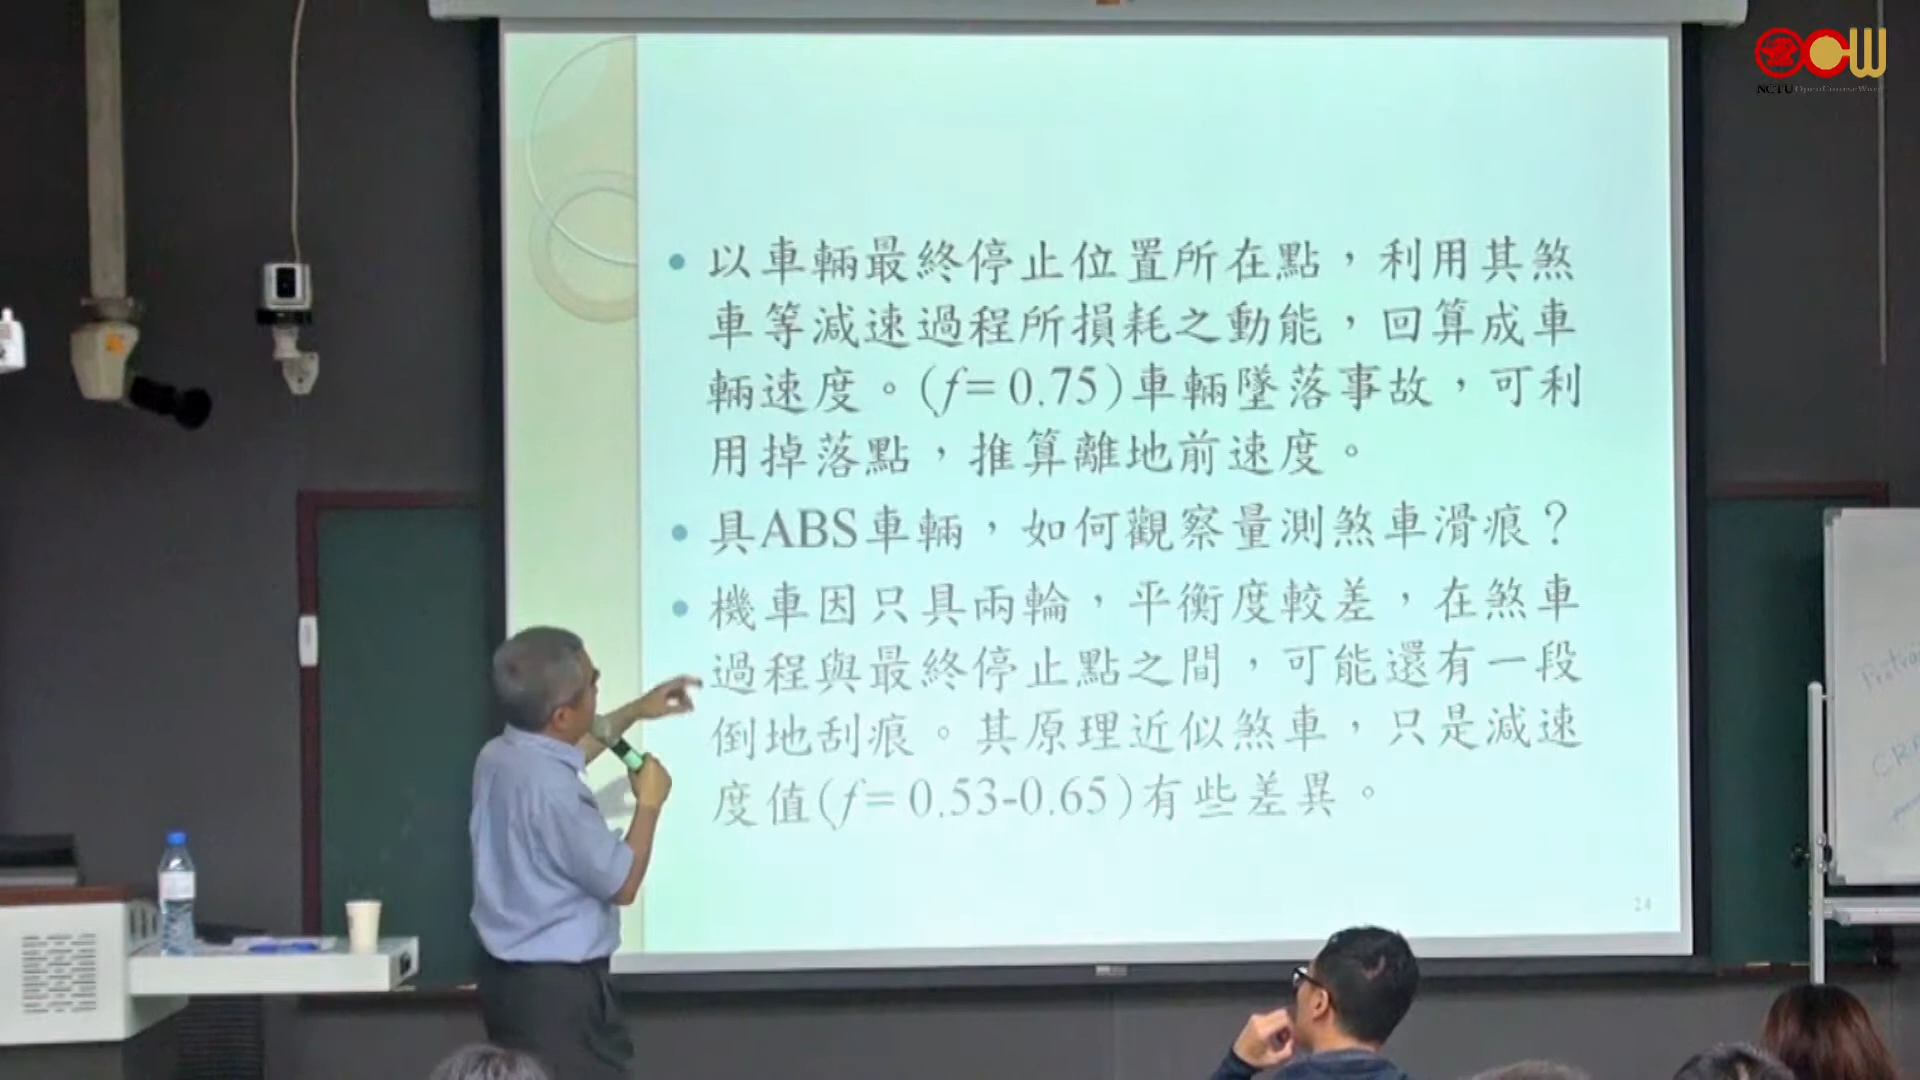 NCTU OpenCourseWare
以車輛最終停止位置所在點，利用其煞
車等減速過程所損耗之動能，回算成車
輛速度。(f= 0.75)車輛墜落事故，可利
用掉落點，推算離地前速度。
具ABS車輛，如何觀察量測煞車滑痕？
機車因只具兩輪，平衡度較差，在煞車
過程與最終停止點之間，可能還有一段
倒地刮痕。其原理近似煞車，只是減速
度值(f= 0.53-0.65)有些差異。
24